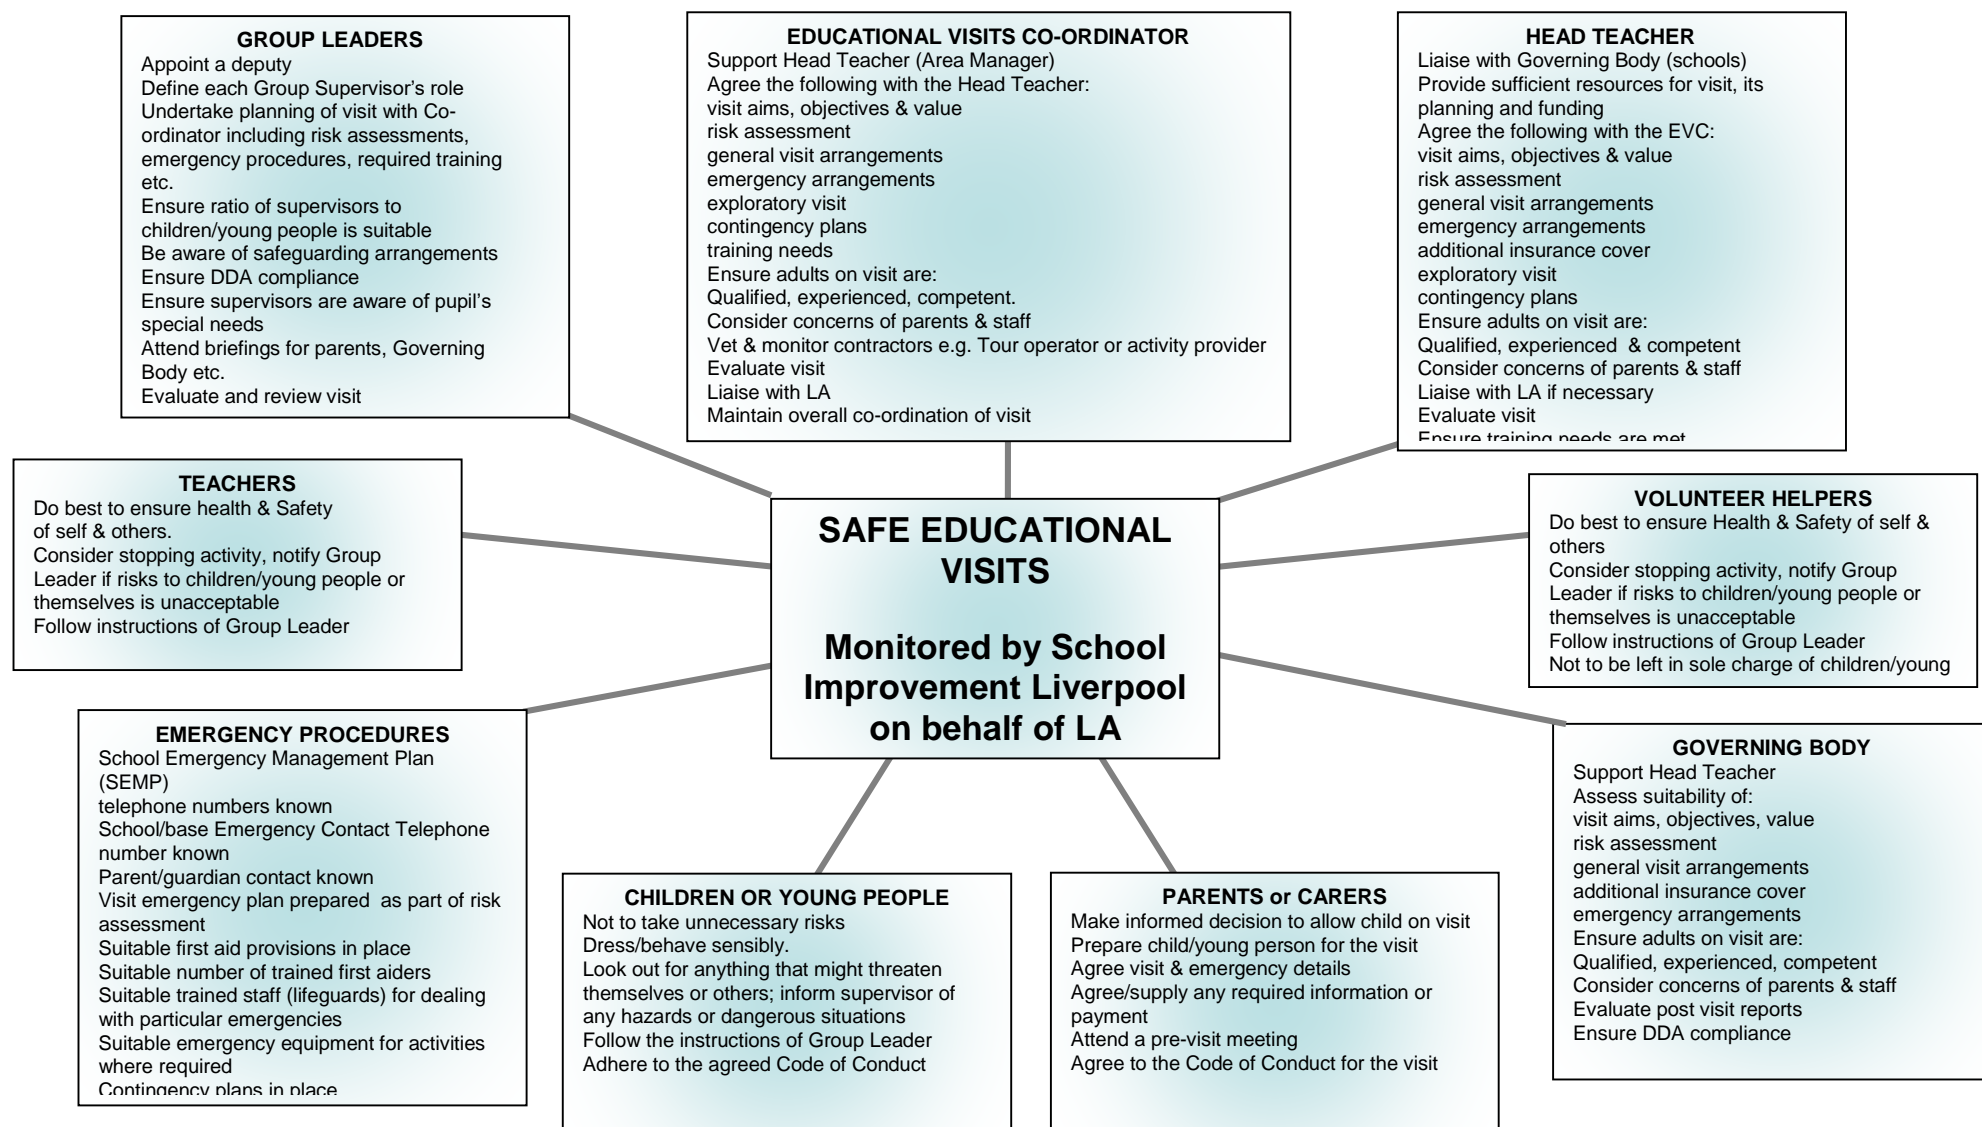 GROUP LEADERS
Appoint a deputy
Define each Group Supervisor's role
Undertake planning of visit with Co-
ordinator including risk assessments,
emergency procedures, required training
etc.
Ensure ratio of supervisors to
children/young people is suitable
Be aware of safeguarding arrangements
Ensure DDA compliance
Ensure supervisors are aware of pupil's
special needs
Attend briefings for parents, Governing
Body etc.
Evaluate and review visit
EDUCATIONAL VISITS CO-ORDINATOR
Support Head Teacher (Area Manager)
Agree the following with the Head Teacher:
visit aims, objectives & value
risk assessment
general visit arrangements
emergency arrangements
exploratory visit
contingency plans
training needs
Ensure adults on visit are:
Qualified, experienced, competent.
Consider concerns of parents & staff
Vet & monitor contractors e.g. Tour operator or activity provider
Evaluate visit
Liaise with LA
Maintain overall co-ordination of visit
HEAD TEACHER
Liaise with Governing Body (schools)
Provide sufficient resources for visit, its
planning and funding
Agree the following with the EVC:
visit aims, objectives & value
risk assessment
general visit arrangements
emergency arrangements
additional insurance cover
exploratory visit
contingency plans
Ensure adults on visit are:
Qualified, experienced  & competent
Consider concerns of parents & staff
Liaise with LA if necessary
Evaluate visit
Ensure training needs are met
TEACHERS
Do best to ensure health & Safety
of self & others.
Consider stopping activity, notify Group
Leader if risks to children/young people or
themselves is unacceptable
Follow instructions of Group Leader
SAFE EDUCATIONAL
VISITS
Monitored by School
Improvement Liverpool
on behalf of LA
VOLUNTEER HELPERS
Do best to ensure Health & Safety of self &
others
Consider stopping activity, notify Group
Leader if risks to children/young people or
themselves is unacceptable
Follow instructions of Group Leader
Not to be left in sole charge of children/young
EMERGENCY PROCEDURES
School Emergency Management Plan
(SEMP)
telephone numbers known
School/base Emergency Contact Telephone
number known
Parent/guardian contact known
Visit emergency plan prepared  as part of risk
assessment
Suitable first aid provisions in place
Suitable number of trained first aiders
Suitable trained staff (lifeguards) for dealing
with particular emergencies
Suitable emergency equipment for activities
where required
Contingency plans in place
CHILDREN OR YOUNG PEOPLE
Not to take unnecessary risks
Dress/behave sensibly.
Look out for anything that might threaten
themselves or others; inform supervisor of
any hazards or dangerous situations
Follow the instructions of Group Leader
Adhere to the agreed Code of Conduct
PARENTS or CARERS
Make informed decision to allow child on visit
Prepare child/young person for the visit
Agree visit & emergency details
Agree/supply any required information or
payment
Attend a pre-visit meeting
Agree to the Code of Conduct for the visit
GOVERNING BODY
Support Head Teacher
Assess suitability of:
visit aims, objectives, value
risk assessment
general visit arrangements
additional insurance cover
emergency arrangements
Ensure adults on visit are:
Qualified, experienced, competent
Consider concerns of parents & staff
Evaluate post visit reports
Ensure DDA compliance